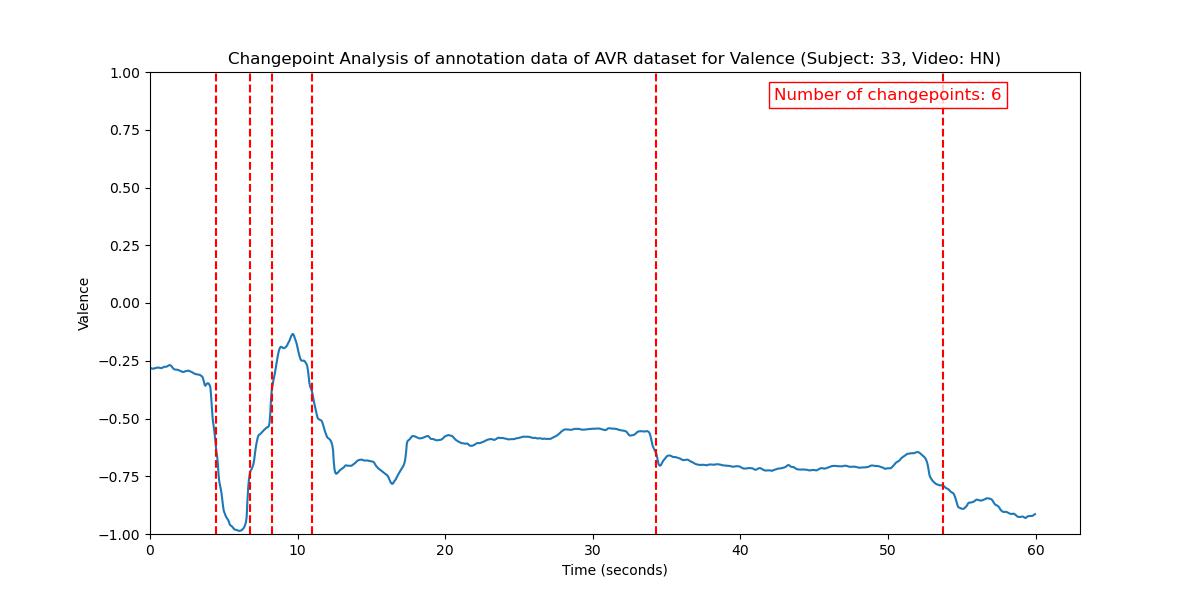 Changepoint Analysis of annotation data of AVR dataset for Valence (Subject: 33, Video: HN)
Number of changepoints: 6
1.00
0.75
0.50
0.25
0.00
−0.25
−0.50
−0.75
−1.00
Valence
0 10 20 30 40 50 60
Time (seconds)